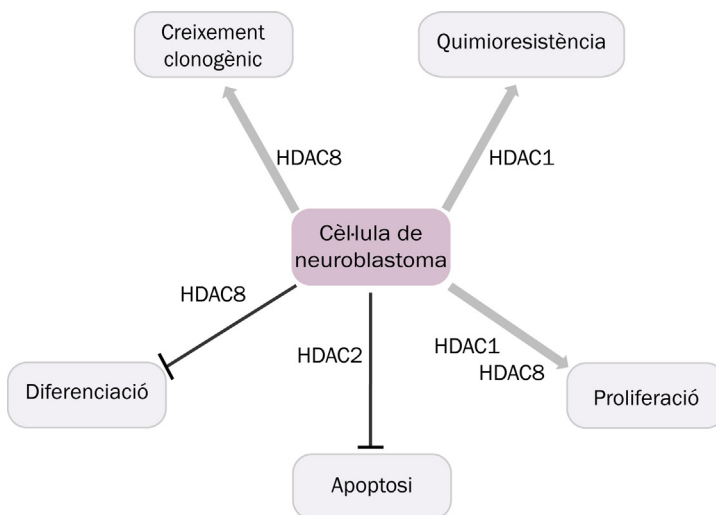 Creixement
clonogènic
Quimioresistència
HDAC8
HDAC1
Cèl·lula de
neuroblastoma
HDAC8
HDAC2
HDAC1
HDAC8
Diferenciació
Proliferació
Apoptosi